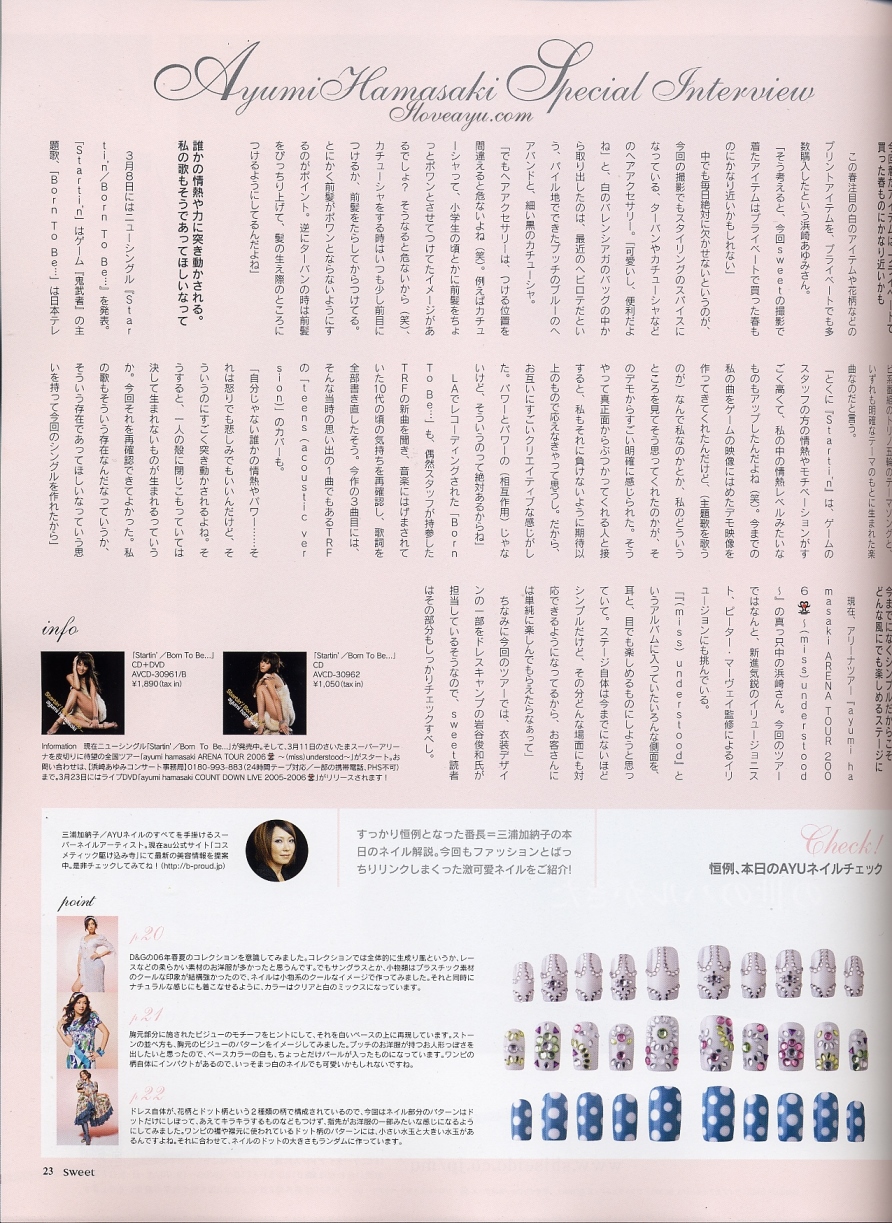 Ayumi Hamasaki Special Interview
Iloveayu.com
買った春ものにかなり近いかも
この春注目の白のアイテムや花柄などの
プリントアイテムを、プライベートでも多
数購入したという浜崎あゆみさん。
「そう考えると、今回sweetの撮影で
着たアイテムはプライベートで買った春も
のにかなり近いかもしれない」
中でも毎日絶対に欠かせないというのが、
今回の撮影でもスタイリングのスパイスに
なっている、ターバンやカチューシャなど
のヘアアクセサリー。「可愛いし、便利だよ
ね」と、白のバレンシアガのバッグの中か
ら取り出したのは、最近のヘビロテだとい
う、パイル地でできたプッチのブルーのヘ
アバンドと、細い黒のカチューシャ。
「でもヘアアクセサリーは、つける位置を
間違えると危ないよね(笑)。例えばカチュ
ーシャって、小学生の頃とかに前髪をちょ
っとポワンとさせてつけてたイメージがあ
るでしょ? そうなると危ないから(笑)、
カチューシャをする時はいつも少し前目に
つけるか、前髪をたらしてからつけてる。
とにかく前髪がポワンとならないようにす
るのがポイント。逆にターバンの時は前髪
をぴっちり上げて、髪の生え際のところに
つけるようにしてるんだよね」
誰かの情熱や力に突き動かされる。
私の歌もそうであってほしいなって
3月8日にはニューシングル『Star
tin'/Born To Be…』を発表。
「Startin'」はゲーム『鬼武者』の主
題歌、「Born To Be…」は日本テレ
いずれも明確なテーマのもとに生まれた楽
曲なのだと言う。
「とくに『Startin'』は、ゲームの
スタッフの方の情熱やモチベーションがす
ごく高くて、私の中の情熱レベルみたいな
ものもアップしたんだよね(笑)。今までの
私の曲をゲームの映像にはめたデモ映像を
作ってきてくれたんだけど、(主題歌を歌う
のが)なんで私なのかとか、私のどういう
ところを見てそう思ってくれたのかが、そ
のデモからすごい明確に感じられた。そう
やって真正面からぶつかってくれる人と接
すると、私もそれに負けないように期待以
上のもので応えなきゃって思うし。だから、
お互いにすごいクリエイティブな感じがし
た。パワーとパワーの(相互作用)じゃな
いけど、そういうのって絶対あるからね」
LAでレコーディングされた「Born
To Be…」も、偶然スタッフが持参した
TRFの新曲を聞き、音楽にはげまされて
いた10代の頃の気持ちを再確認し、歌詞を
全部書き直したそう。今作の3曲目には、
そんな当時の思い出の1曲でもあるTRF
の「teens(acoustic ver
sion)」のカバーも。
「自分じゃない誰かの情熱やパワー……そ
れは怒りでも悲しみでもいいんだけど、そ
ういうのにすごく突き動かされるよね。そ
うすると、一人の殻に閉じこもっていては
決して生まれないものが生まれるっていう
か。今回それを再確認できてよかった。私
の歌もそういう存在なんだなっていうか、
そういう存在であってほしいなっていう思
いを持って今回のシングルを作れたから」
今までになくシンプルだからこそ
どんな風にでも楽しめるステージに
現在、アリーナツアー『ayumi ha
masaki ARENA TOUR 200
6 〜(miss)understood
〜』の真っ只中の浜崎さん。今回のツアー
ではなんと、新進気鋭のイリュージョニス
ト、ピーター・マーヴェイ監修によるイリ
ュージョンにも挑んでいる。
「『(miss)understood』と
いうアルバムに入っていたいろんな側面を、
耳と、目でも楽しめるものにしようと思っ
ていて。ステージ自体は今までにないほど
シンプルだけど、その分どんな場面にも対
応できるようになってるから、お客さんに
は単純に楽しんでもらえたらなぁって」
ちなみに今回のツアーでは、衣装デザイ
ンの一部をドレスキャンプの岩谷俊和氏が
担当しているそうなので、sweet読者
はその部分もしっかりチェックすべし。
info
「Startin'/Born To Be…」
CD+DVD
AVCD-30961/B
¥1,890(tax in)
「Startin'/Born To Be…」
CD
AVCD-30962
¥1,050(tax in)
Information 現在ニューシングル「Startin'/Born To Be…」が発売中。そして、3月11日のさいたまスーパーアリー
ナを皮切りに待望の全国ツアー「ayumi hamasaki ARENA TOUR 2006 〜(miss)understood〜」がスタート。お
問い合わせは、【浜崎あゆみコンサート事務局】0180-993-883(24時間テープ対応/一部の携帯電話、PHS不可)
まで。3月23日にはライブDVD「ayumi hamasaki COUNT DOWN LIVE 2005-2006」がリリースされます!
三浦加納子/AYUネイルのすべてを手掛けるスー
パーネイルアーティスト。現在au公式サイト「コス
メティック駆け込み寺」にて最新の美容情報を提案
中。是非チェックしてみてね!(http://b-proud.jp)
すっかり恒例となった番長=三浦加納子の本
日のネイル解説。今回もファッションとばっ
ちりリンクしまくった激可愛ネイルをご紹介!
Check!
恒例、本日のAYUネイルチェック
point
p20
D&Gの06年春夏のコレクションを意識してみました。コレクションでは全体的に生成り風というか、レー
スなどの柔らかい素材のお洋服が多かったと思うんです。でもサングラスとか、小物類はプラスチック素材
のクールな印象が結構強かったので、ネイルは小物系のクールなイメージで作ってみました。それと同時に
ナチュラルな感じにも着こなせるように、カラーはクリアと白のミックスになっています。
p21
胸元部分に施されたビジューのモチーフをヒントにして、それを白いベースの上に再現しています。ストー
ンの並べ方も、胸元のビジューのパターンをイメージしてみました。プッチのお洋服が持つお人形っぽさを
出したいと思ったので、ベースカラーの白も、ちょっとだけパールが入ったものになっています。ワンピの
柄自体にインパクトがあるので、いっそまっ白のネイルでも可愛いかもしれないですね。
p22
ドレス自体が、花柄とドット柄という2種類の柄で構成されているので、今回はネイル部分のパターンはド
ットだけにしぼって、あえてキラキラするものなどもつけず、指先がお洋服の一部みたいな感じになるよう
にしてみました。ワンピの襟や裾元に使われているドット柄のパターンには、小さい水玉と大きい水玉があ
るんですよね。それに合わせて、ネイルのドットの大きさもランダムに作っています。
23 Sweet